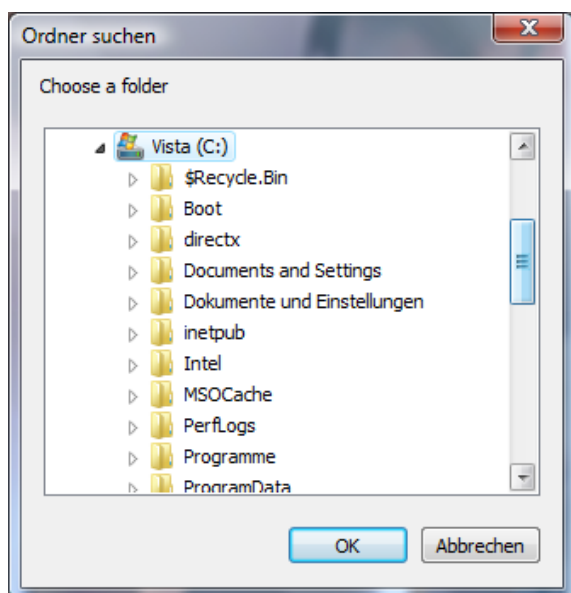 Ordner suchen
Choose a folder
Vista (C:)
$Recycle.Bin
Boot
directx
Documents and Settings
Dokumente und Einstellungen
inetpub
Intel
MSOCache
PerfLogs
Programme
ProgramData
OK
Abbrechen